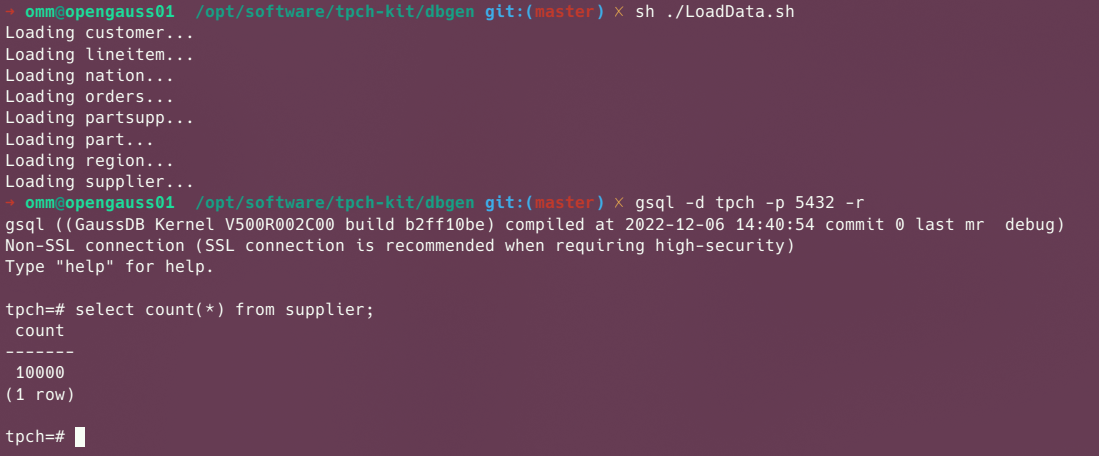 → omm@opengauss01 /opt/software/tpch-kit/dbgen git:(master) ✗ sh ./LoadData.sh
Loading customer...
Loading lineitem...
Loading nation...
Loading orders...
Loading partsupp...
Loading part...
Loading region...
Loading supplier...
→ omm@opengauss01 /opt/software/tpch-kit/dbgen git:(master) ✗ gsql -d tpch -p 5432 -r
gsql ((GaussDB Kernel V500R002C00 build b2ff10be) compiled at 2022-12-06 14:40:54 commit 0 last mr  debug)
Non-SSL connection (SSL connection is recommended when requiring high-security)
Type "help" for help.

tpch=# select count(*) from supplier;
 count
-------
 10000
(1 row)

tpch=#